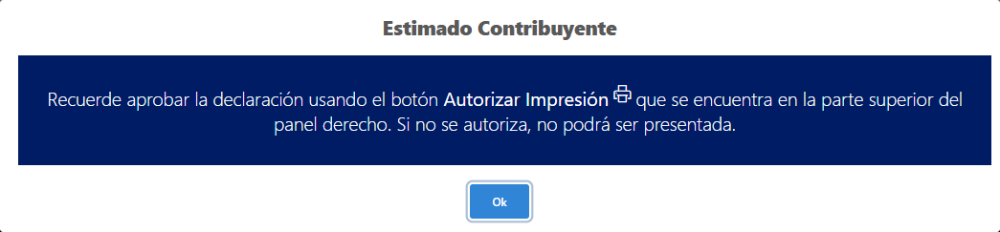 Estimado Contribuyente
Recuerde aprobar la declaración usando el botón Autorizar Impresión que se encuentra en la parte superior del
panel derecho. Si no se autoriza, no podrá ser presentada.
Ok